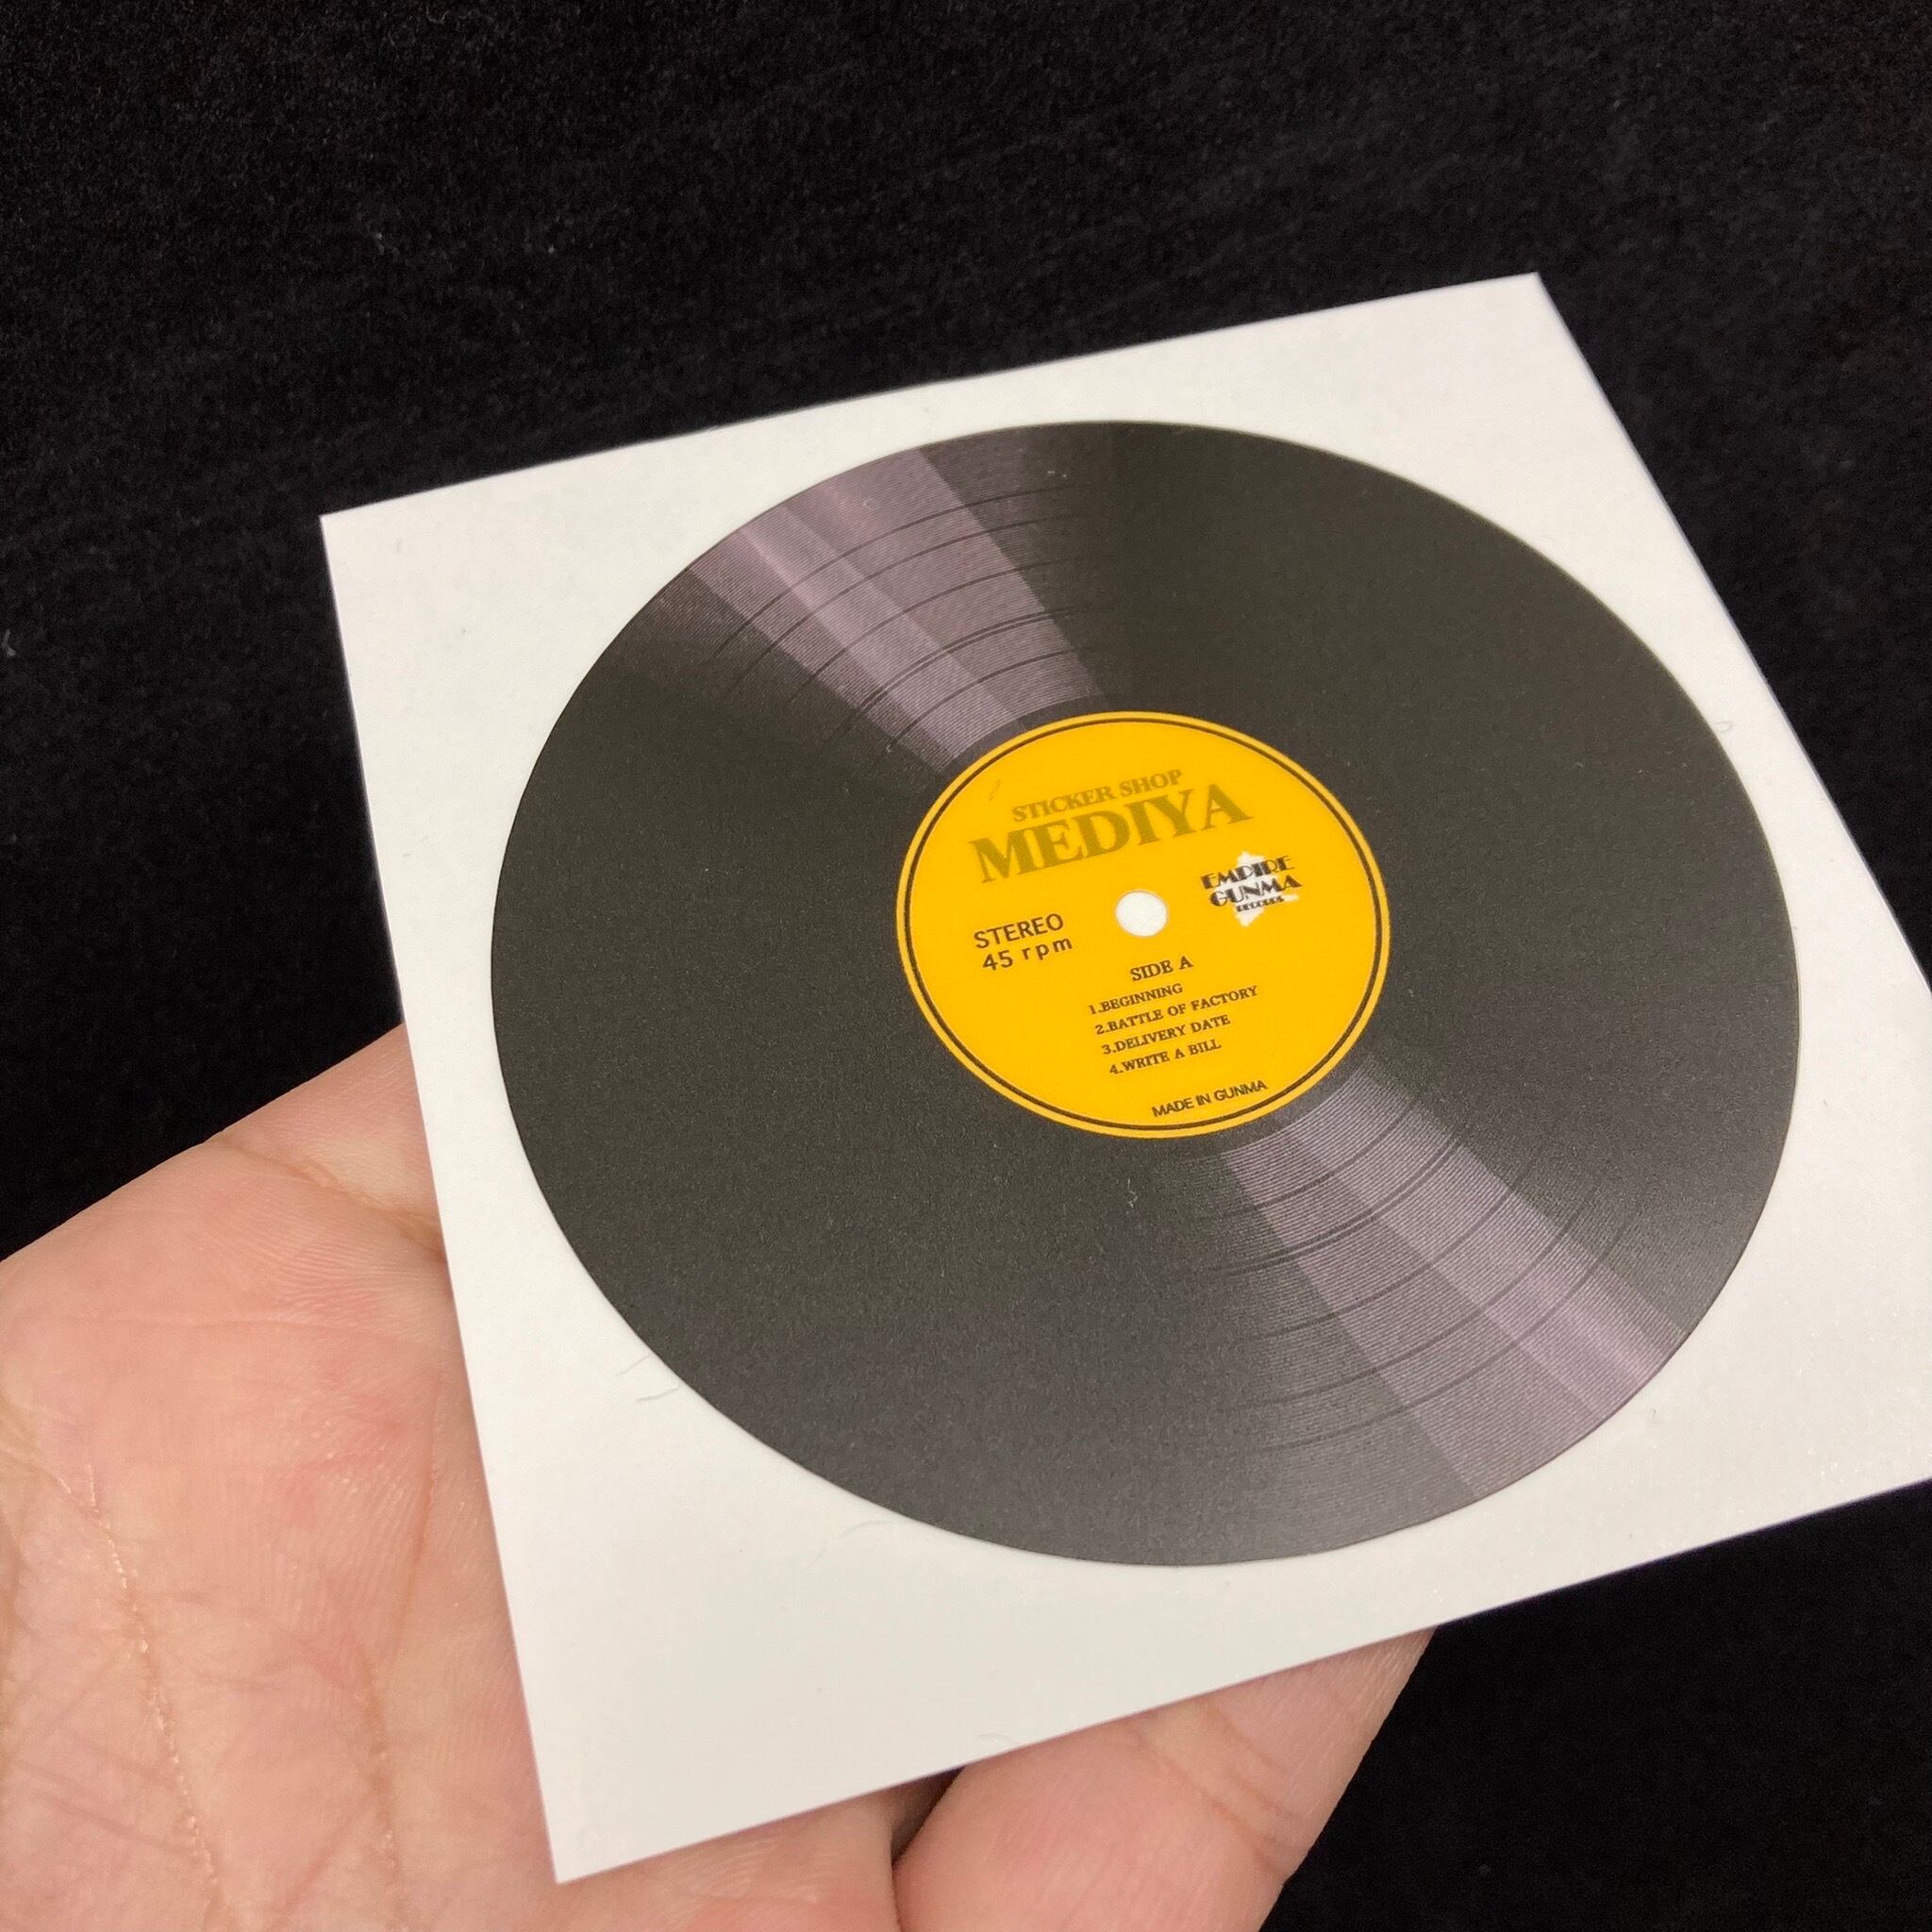 STICKER SHOP
MEDIYA
EMPIRE
GUNMA
RECORDS
STEREO
45 rpm
SIDE A
1.BEGINNING
2.BATTLE OF FACTORY
3.DELIVERY DATE
4.WRITE A BILL
MADE IN GUNMA